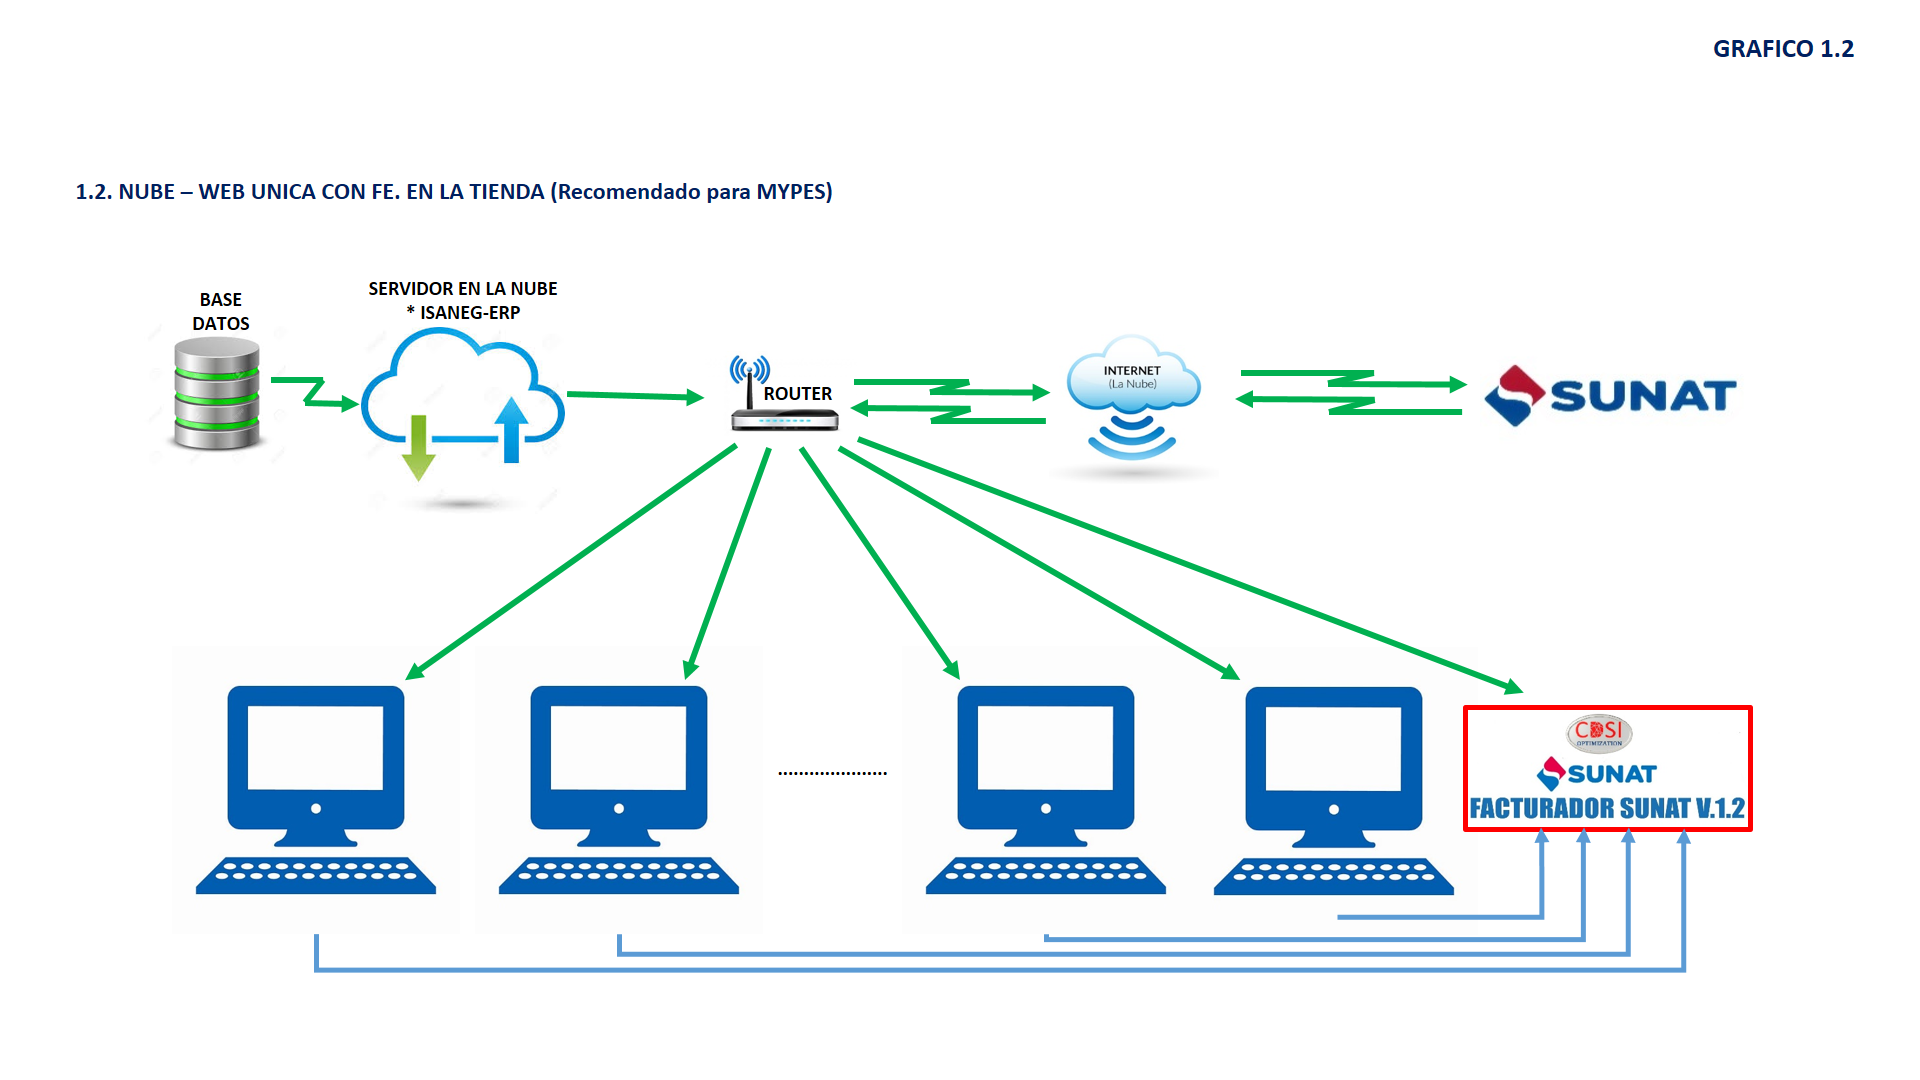 GRAFICO 1.2
1.2. NUBE – WEB UNICA CON FE. EN LA TIENDA (Recomendado para MYPES)
BASE
DATOS
SERVIDOR EN LA NUBE
* ISANEG-ERP
ROUTER
INTERNET
(La Nube)
SUNAT
.....................
CDSI
OPTIMIZATION
SUNAT
FACTURADOR SUNAT V.1.2